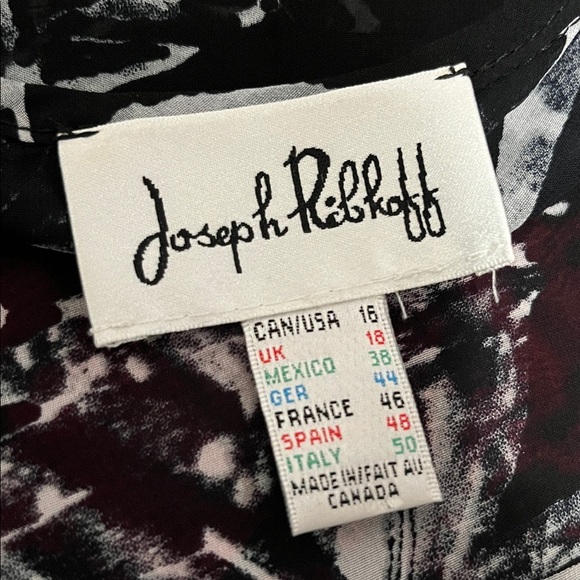 Joseph Ribkoff
CAN/USA 16
UK 18
MEXICO 38
GER 44
FRANCE 46
SPAIN 48
ITALY 50
MADE IN/FAIT AU
CANADA